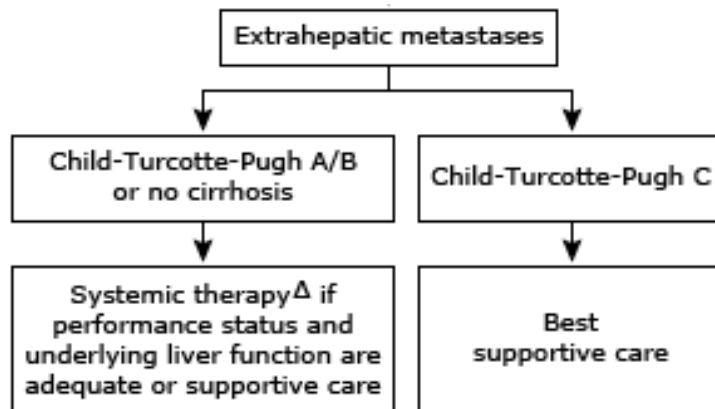 Extrahepatic metastases
Child-Turcotte-Pugh A/B
or no cirrhosis
Child-Turcotte-Pugh C
Systemic therapyΔ if
performance status and
underlying liver function are
adequate or supportive care
Best
supportive care